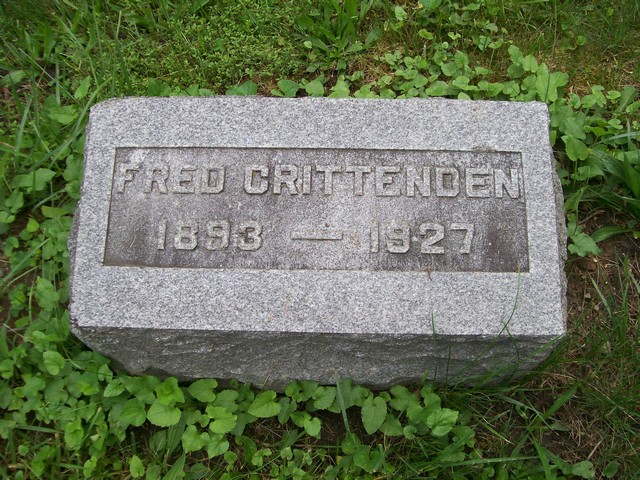 FRED CRITTENDEN
1893 — 1927